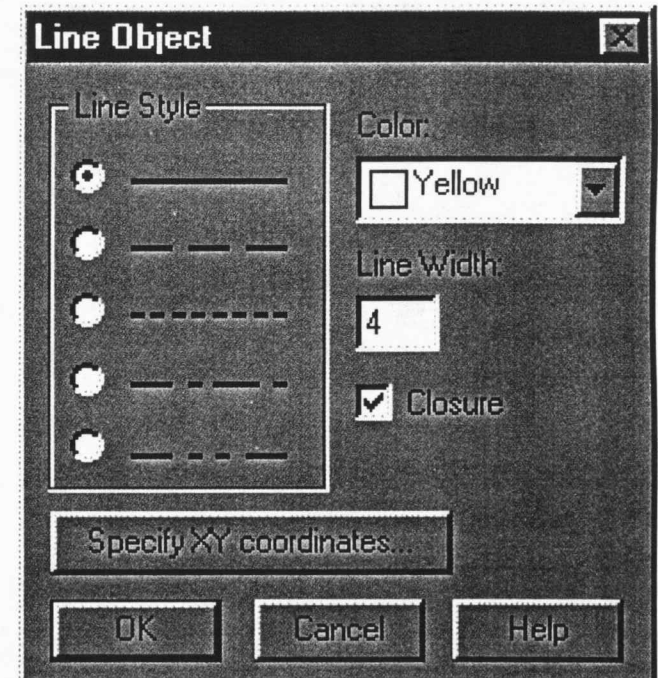 Line Object
Line Style
Color:
Yellow
Line Width:
4
Closure
Specify XY coordinates...
OK
Cancel
Help